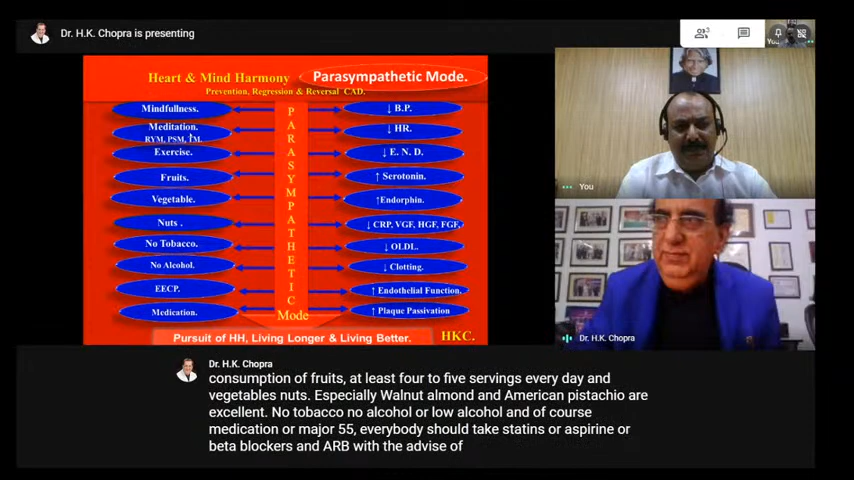 Dr. H.K. Chopra is presenting
3
You
Heart & Mind Harmony
Parasympathetic Mode.
Prevention, Regression & Reversal CAD.
Mindfullness.
Meditation.
RYM, PSM, TM.
Exercise.
Fruits.
Vegetable.
Nuts .
No Tobacco.
No Alcohol.
EECP.
Medication.
PARASYMPATHETIC
Mode
↓ B.P.
↓ HR.
↓ E. N. D.
↑ Serotonin.
↑Endorphin.
↓ CRP, VGF, HGF, FGF,
↓ OLDL.
↓ Clotting.
↑ Endothelial Function.
↑ Plaque Passivation
Pursuit of HH, Living Longer & Living Better.
HKC.
You
Dr. H.K. Chopra
Dr. H.K. Chopra
consumption of fruits, at least four to five servings every day and
vegetables nuts. Especially Walnut almond and American pistachio are
excellent. No tobacco no alcohol or low alcohol and of course
medication or major 55, everybody should take statins or aspirine or
beta blockers and ARB with the advise of